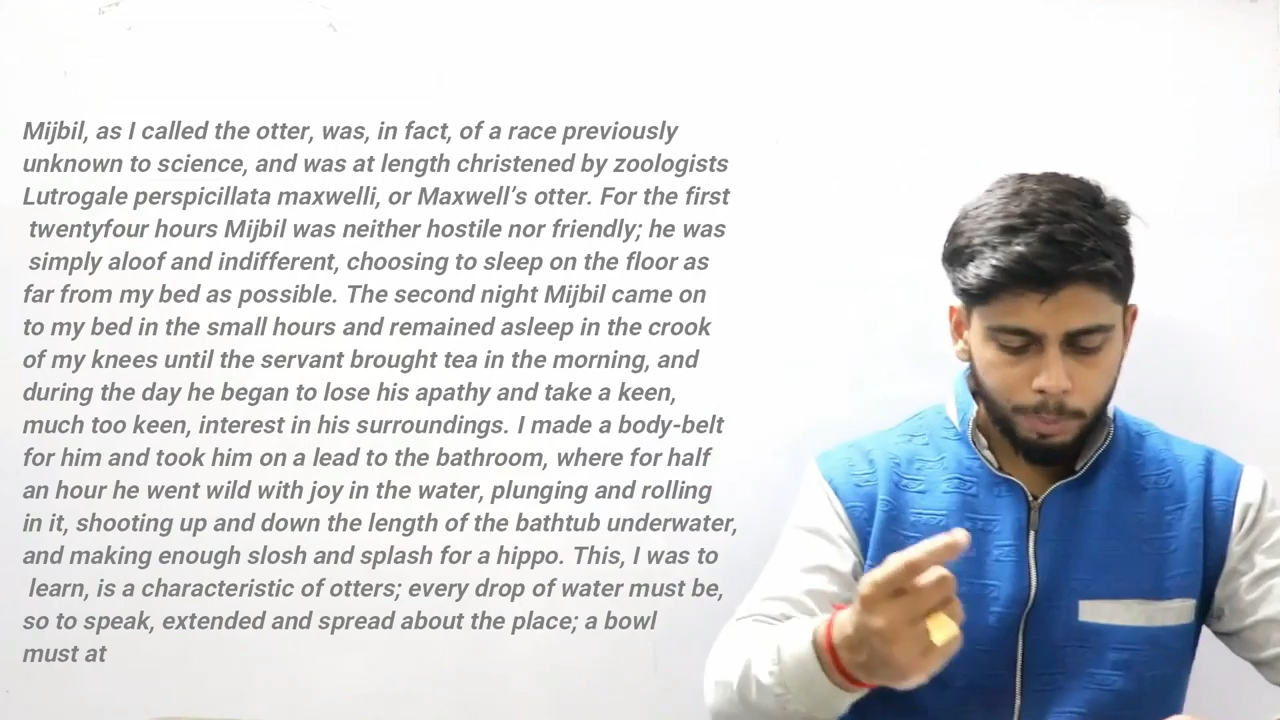 Mijbil, as I called the otter, was, in fact, of a race previously
unknown to science, and was at length christened by zoologists
Lutrogale perspicillata maxwelli, or Maxwell's otter. For the first
twentyfour hours Mijbil was neither hostile nor friendly; he was
simply aloof and indifferent, choosing to sleep on the floor as
far from my bed as possible. The second night Mijbil came on
to my bed in the small hours and remained asleep in the crook
of my knees until the servant brought tea in the morning, and
during the day he began to lose his apathy and take a keen,
much too keen, interest in his surroundings. I made a body-belt
for him and took him on a lead to the bathroom, where for half
an hour he went wild with joy in the water, plunging and rolling
in it, shooting up and down the length of the bathtub underwater,
and making enough slosh and splash for a hippo. This, I was to
learn, is a characteristic of otters; every drop of water must be,
so to speak, extended and spread about the place; a bowl
must at